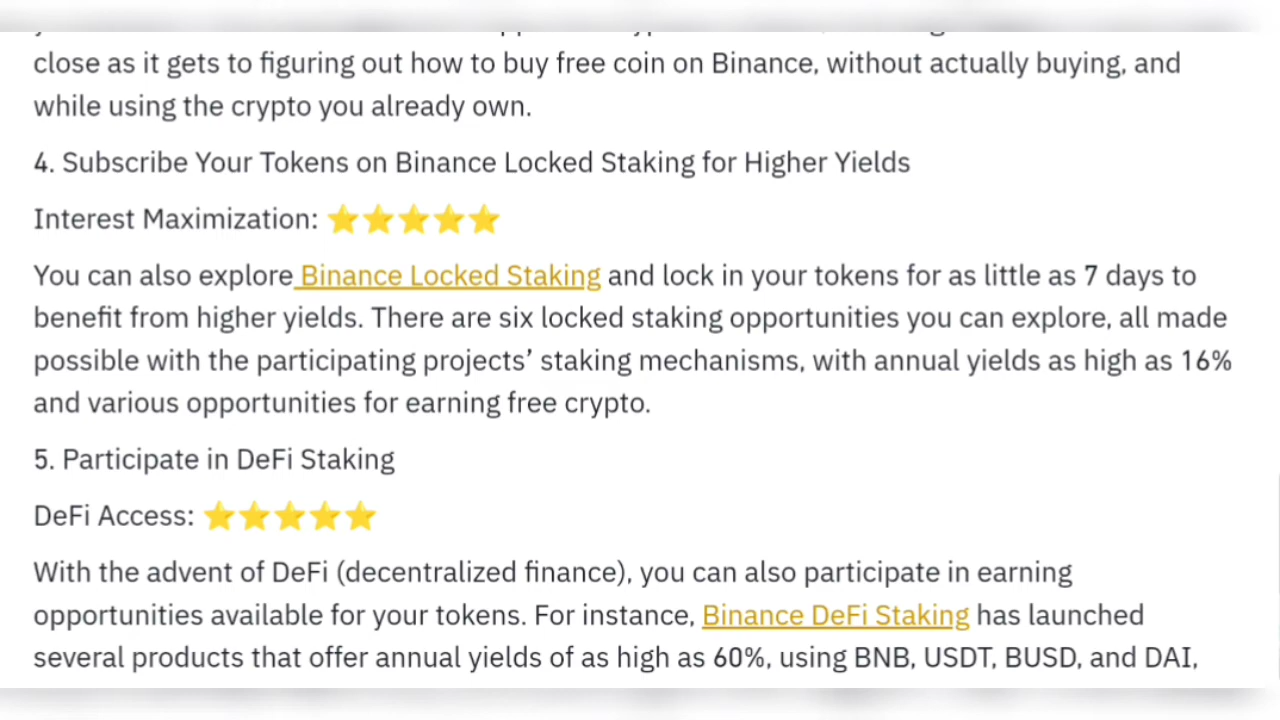 close as it gets to figuring out how to buy free coin on Binance, without actually buying, and
while using the crypto you already own.
4. Subscribe Your Tokens on Binance Locked Staking for Higher Yields
Interest Maximization: ⭐⭐⭐⭐⭐
You can also explore Binance Locked Staking and lock in your tokens for as little as 7 days to
benefit from higher yields. There are six locked staking opportunities you can explore, all made
possible with the participating projects’ staking mechanisms, with annual yields as high as 16%
and various opportunities for earning free crypto.
5. Participate in DeFi Staking
DeFi Access: ⭐⭐⭐⭐⭐
With the advent of DeFi (decentralized finance), you can also participate in earning
opportunities available for your tokens. For instance, Binance DeFi Staking has launched
several products that offer annual yields of as high as 60%, using BNB, USDT, BUSD, and DAI,